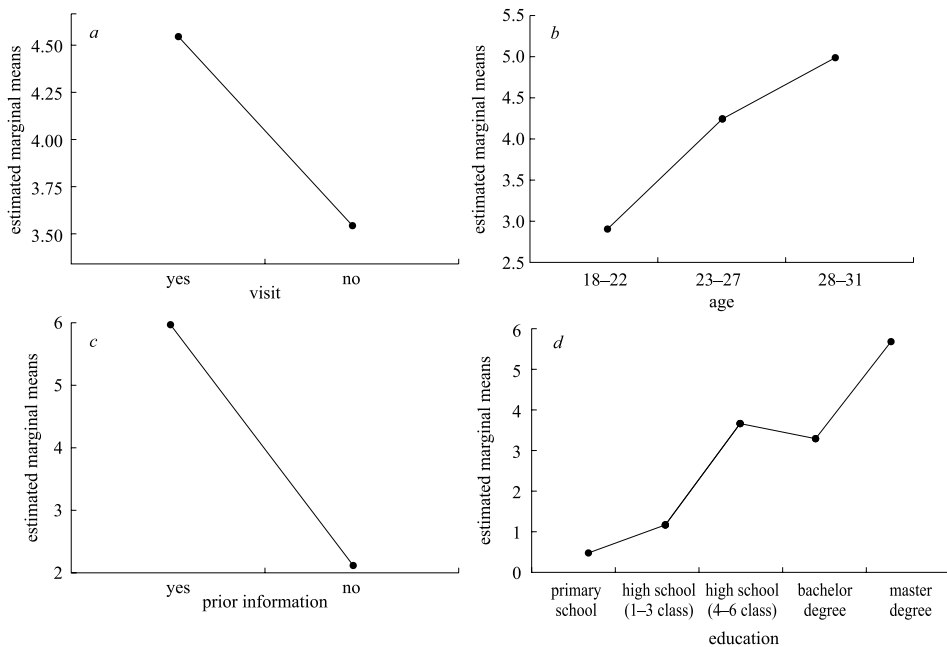 a
estimated marginal means
4.50
4.25
4.00
3.75
3.50
yes
no
visit
b
estimated marginal means
5.5
5.0
4.5
4.0
3.5
3.0
2.5
18–22
23–27
28–31
age
c
estimated marginal means
6
5
4
3
2
yes
no
prior information
d
estimated marginal means
6
5
4
3
2
1
0
primary
school
high school
(1–3 class)
high school
(4–6 class)
bachelor
degree
master
degree
education